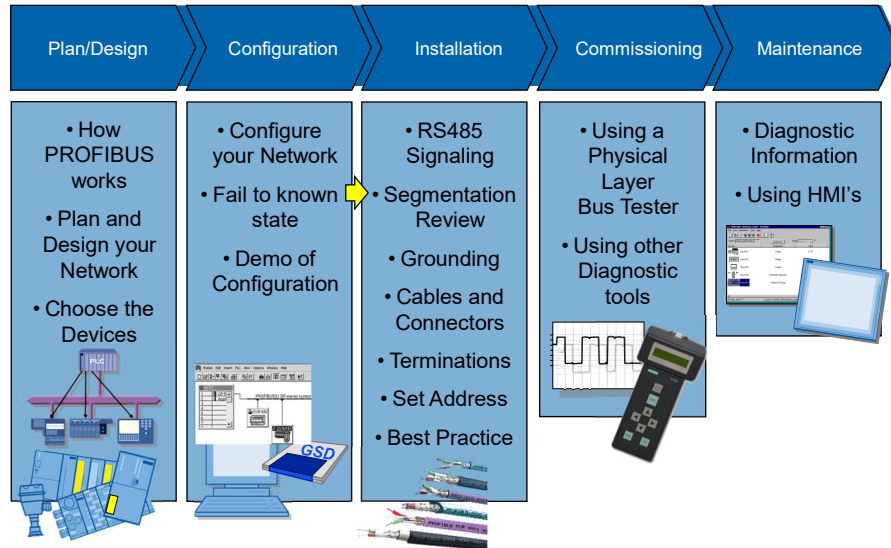 Plan/Design
Configuration
Installation
Commissioning
Maintenance
• How
PROFIBUS
works
• Plan and
Design your
Network
• Choose the
Devices
PLC
• Configure
your Network
• Fail to known
state
• Demo of
Configuration
GSD
• RS485
Signaling
• Segmentation
Review
• Grounding
• Cables and
Connectors
• Terminations
• Set Address
• Best Practice
• Using a
Physical
Layer
Bus Tester
• Using other
Diagnostic
tools
• Diagnostic
Information
• Using HMI's